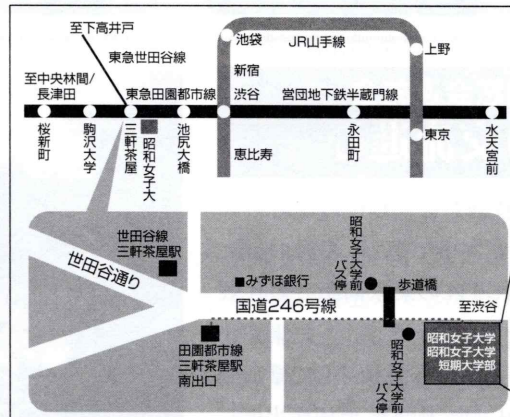 至下高井戸
東急世田谷線
至中央林間/
長津田
東急田園都市線
池袋
JR山手線
上野
新宿
渋谷
営団地下鉄半蔵門線
桜新町
駒沢大学
三軒茶屋
昭和女子大
池尻大橋
恵比寿
永田町
東京
水天宮前
世田谷線
三軒茶屋駅
世田谷通り
昭和女子大学前
バス停
みずほ銀行
歩道橋
国道246号線
至渋谷
田園都市線
三軒茶屋駅
南出口
昭和女子大学前
バス停
昭和女子大学
昭和女子大学
短期大学部